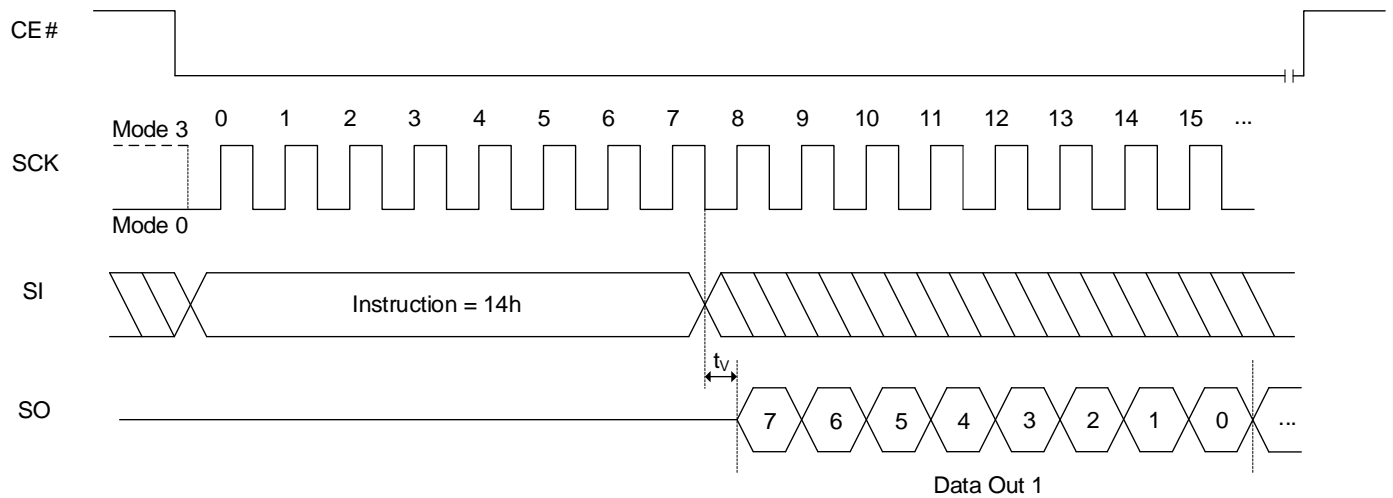 CE#
Mode 3
0 1 2 3 4 5 6 7 8 9 10 11 12 13 14 15 ...
SCK
Mode 0
SI
Instruction = 14h
tV
SO
7 6 5 4 3 2 1 0 ...
Data Out 1